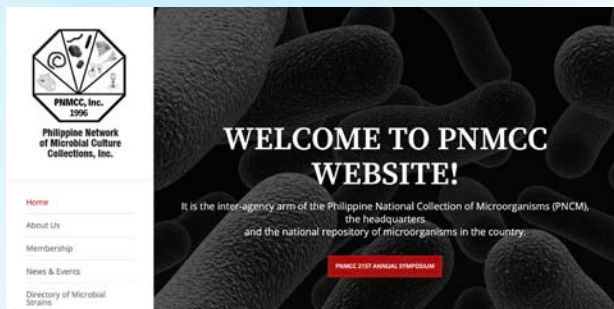 PNMCC, Inc.
1996
Philippine Network
of Microbial Culture
Collections, Inc.
Home
About Us
Membership
News & Events
Directory of Microbial
Strains
WELCOME TO PNMCC
WEBSITE!
It is the inter-agency arm of the Philippine National Collection of Microorganisms (PNCM),
the headquarters
and the national repository of microorganisms in the country.
PNMCC 21ST ANNUAL SYMPOSIUM